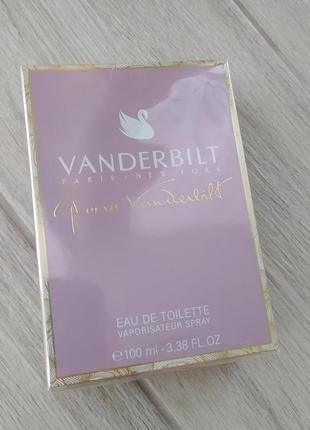 VANDERBILT
PARIS · NEW YORK
Gloria Vanderbilt
EAU DE TOILETTE
VAPORISATEUR SPRAY
℮100 ml - 3.38 FL.OZ